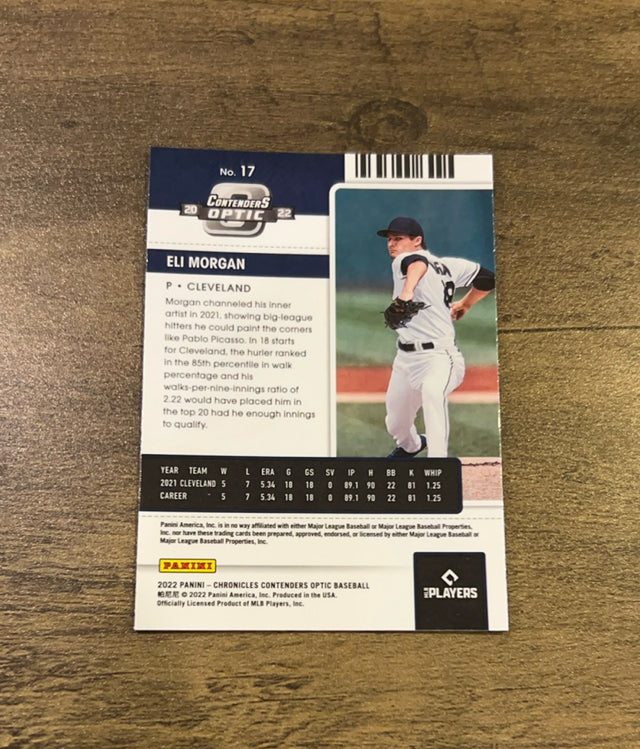 No. 17
CONTENDERS
20 OPTIC 22
ELI MORGAN
P • CLEVELAND
Morgan channeled his inner
artist in 2021, showing big-league
hitters he could paint the corners
like Pablo Picasso. In 18 starts
for Cleveland, the hurler ranked
in the 85th percentile in walk
percentage and his
walks-per-nine-innings ratio of
2.22 would have placed him in
the top 20 had he enough innings
to qualify.
YEAR TEAM W L ERA G GS SV IP H BB K WHIP
2021 CLEVELAND 5 7 5.34 18 18 0 89.1 90 22 81 1.25
CAREER 5 7 5.34 18 18 0 89.1 90 22 81 1.25
Panini America, Inc. is in no way affiliated with either Major League Baseball or Major League Baseball Properties,
Inc. nor have these trading cards been prepared, approved, endorsed, or licensed by either Major League Baseball or
Major League Baseball Properties, Inc.
PANINI
2022 PANINI – CHRONICLES CONTENDERS OPTIC BASEBALL
帕尼尼 © 2022 Panini America, Inc. Produced in the USA.
Officially Licensed Product of MLB Players, Inc.
MLB PLAYERS